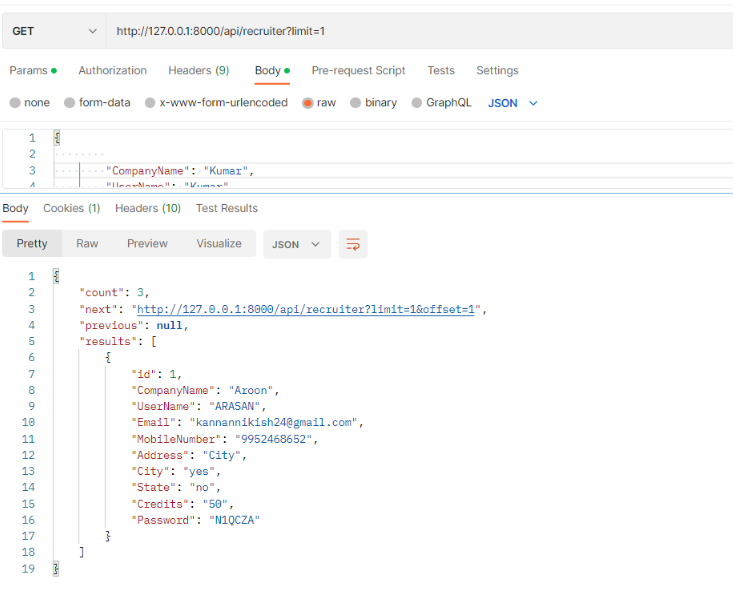 GET http://127.0.0.1:8000/api/recruiter?limit=1
Params Authorization Headers (9) Body Pre-request Script Tests Settings
none form-data x-www-form-urlencoded raw binary GraphQL JSON
1 {
2
3 "CompanyName": "Kumar",
4 "UserName": "Kumar"
Body Cookies (1) Headers (10) Test Results
Pretty Raw Preview Visualize JSON
1 {
2 "count": 3,
3 "next": "http://127.0.0.1:8000/api/recruiter?limit=1&offset=1",
4 "previous": null,
5 "results": [
6 {
7 "id": 1,
8 "CompanyName": "Aroon",
9 "UserName": "ARASAN",
10 "Email": "kannannikish24@gmail.com",
11 "MobileNumber": "9952468652",
12 "Address": "City",
13 "City": "yes",
14 "State": "no",
15 "Credits": "50",
16 "Password": "N1QCZA"
17 }
18 ]
19 }